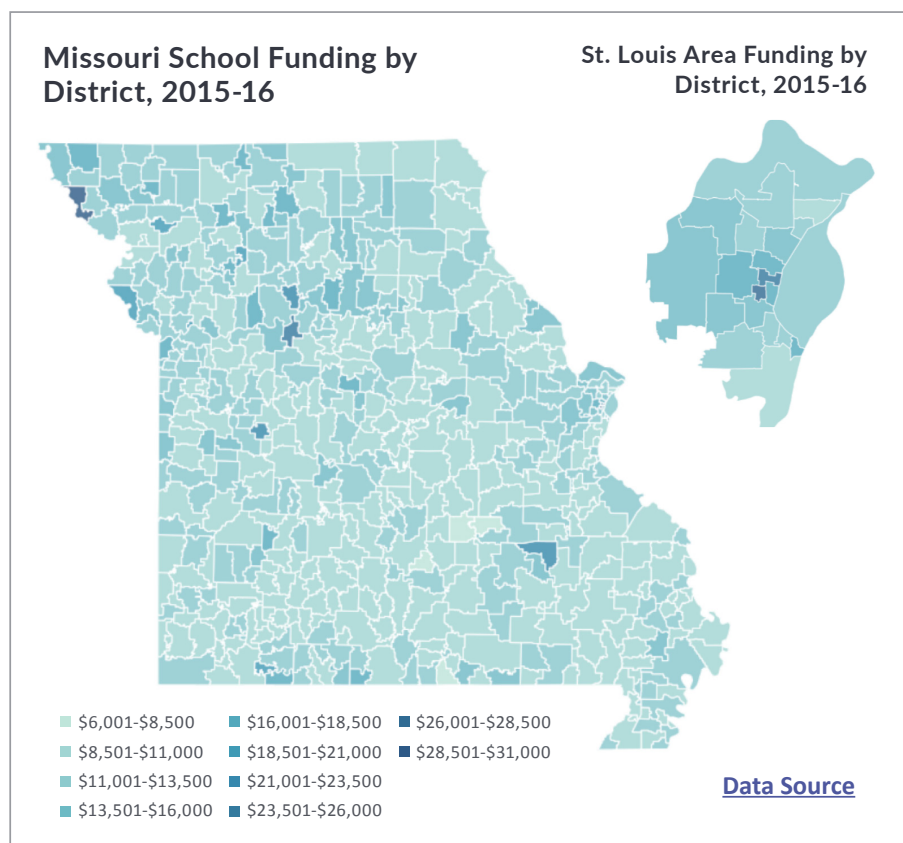 Missouri School Funding by
District, 2015-16
St. Louis Area Funding by
District, 2015-16
$6,001-$8,500
$8,501-$11,000
$11,001-$13,500
$13,501-$16,000
$16,001-$18,500
$18,501-$21,000
$21,001-$23,500
$23,501-$26,000
$26,001-$28,500
$28,501-$31,000
Data Source